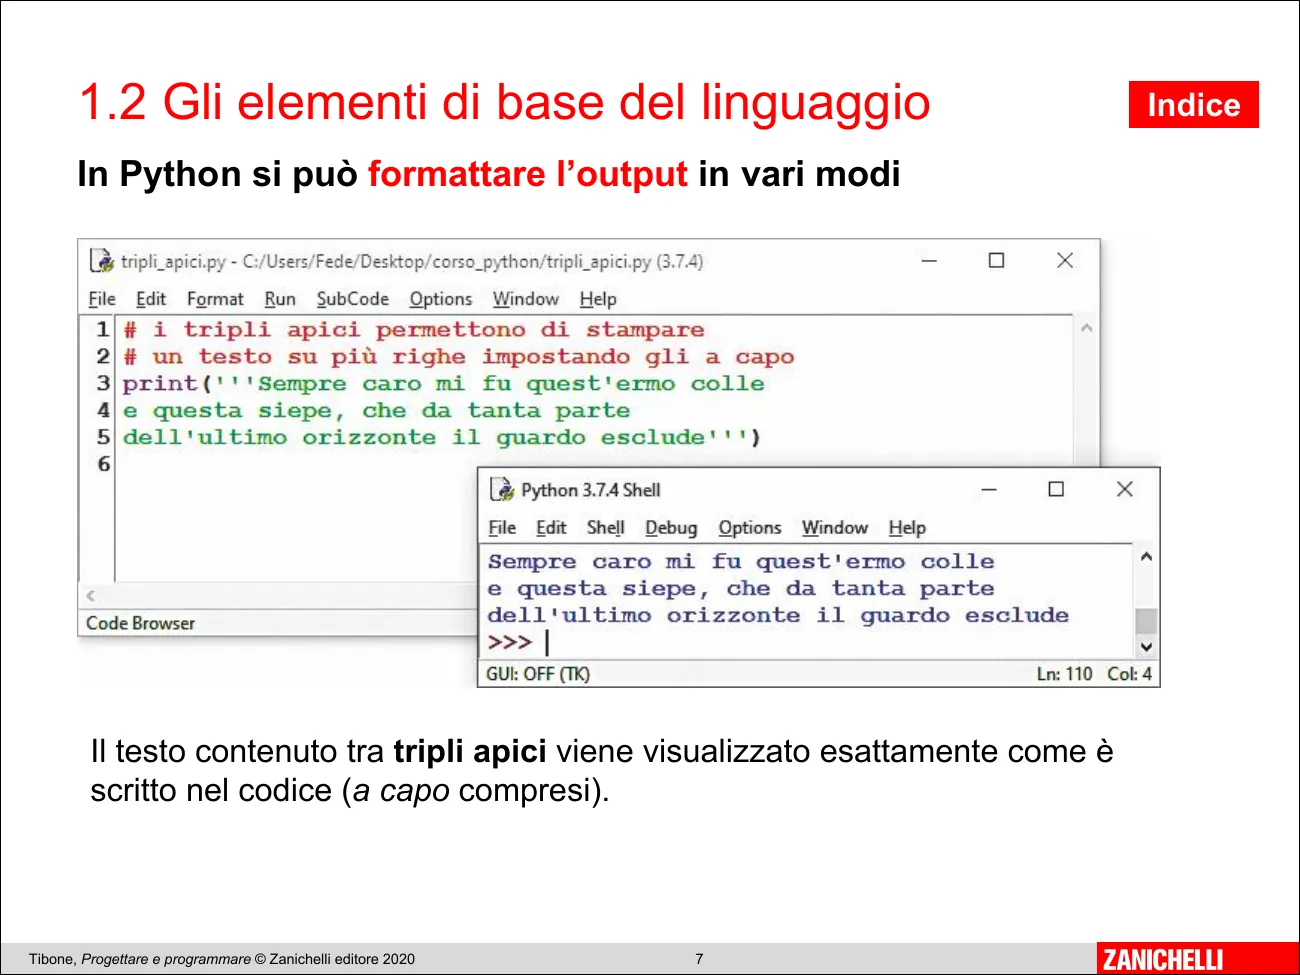 1.2 Gli elementi di base del linguaggio
Indice
In Python si può formattare l’output in vari modi
tripli_apici.py - C:/Users/Fede/Desktop/corso_python/tripli_apici.py (3.7.4)
File Edit Format Run SubCode Options Window Help
1 # i tripli apici permettono di stampare
2 # un testo su più righe impostando gli a capo
3 print('''Sempre caro mi fu quest'ermo colle
4 e questa siepe, che da tanta parte
5 dell'ultimo orizzonte il guardo esclude''')
6
Code Browser
Python 3.7.4 Shell
File Edit Shell Debug Options Window Help
Sempre caro mi fu quest'ermo colle
e questa siepe, che da tanta parte
dell'ultimo orizzonte il guardo esclude
>>>
GUI: OFF (TK) Ln: 110 Col: 4
Il testo contenuto tra tripli apici viene visualizzato esattamente come è
scritto nel codice (a capo compresi).
Tibone, Progettare e programmare © Zanichelli editore 2020
7
ZANICHELLI